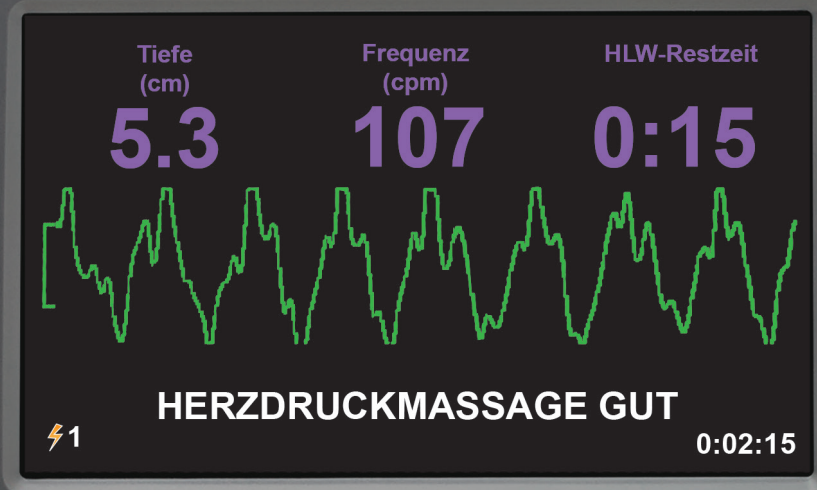 Tiefe
(cm)
5.3
Frequenz
(cpm)
107
HLW-Restzeit
0:15
HERZDRUCKMASSAGE GUT
1
0:02:15